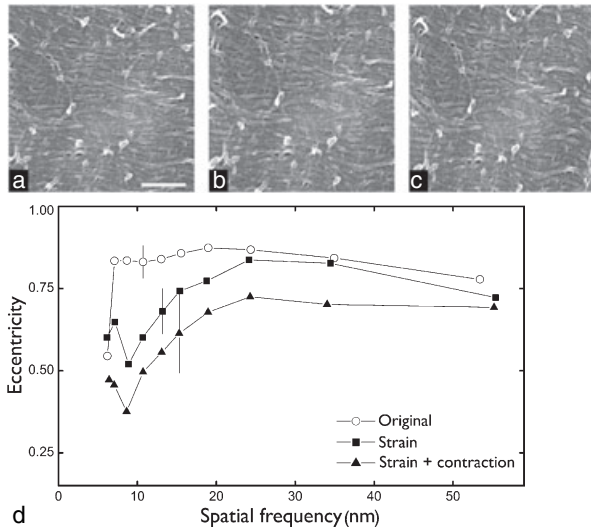 a
b
c
1.00
0.75
0.50
0.25
Eccentricity
Original
Strain
Strain + contraction
0 10 20 30 40 50
Spatial frequency (nm)
d